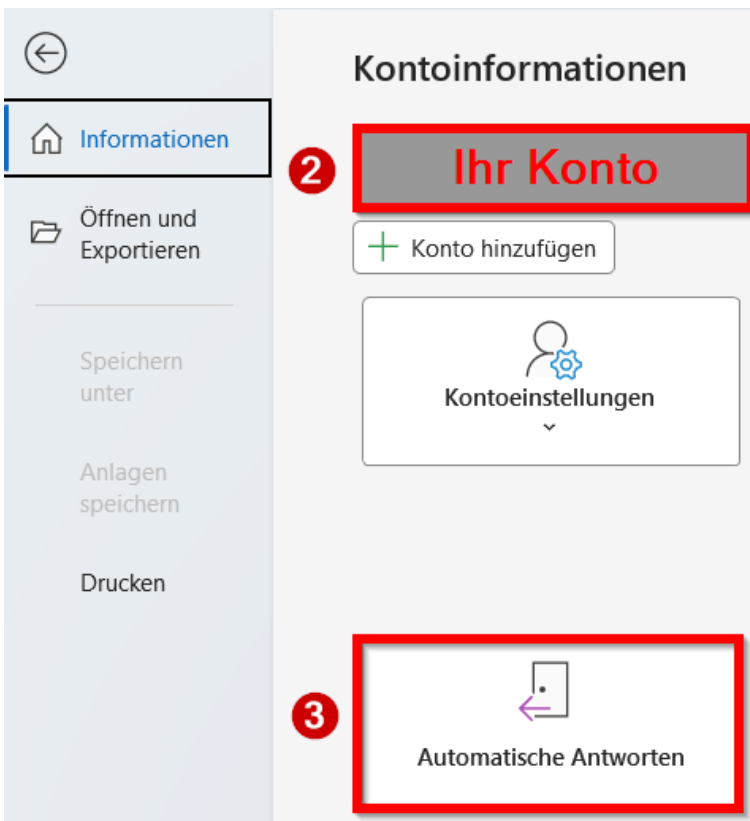 Informationen
Öffnen und
Exportieren
Speichern
unter
Anlagen
speichern
Drucken
Kontoinformationen
2
Ihr Konto
Konto hinzufügen
Kontoeinstellungen
3
Automatische Antworten